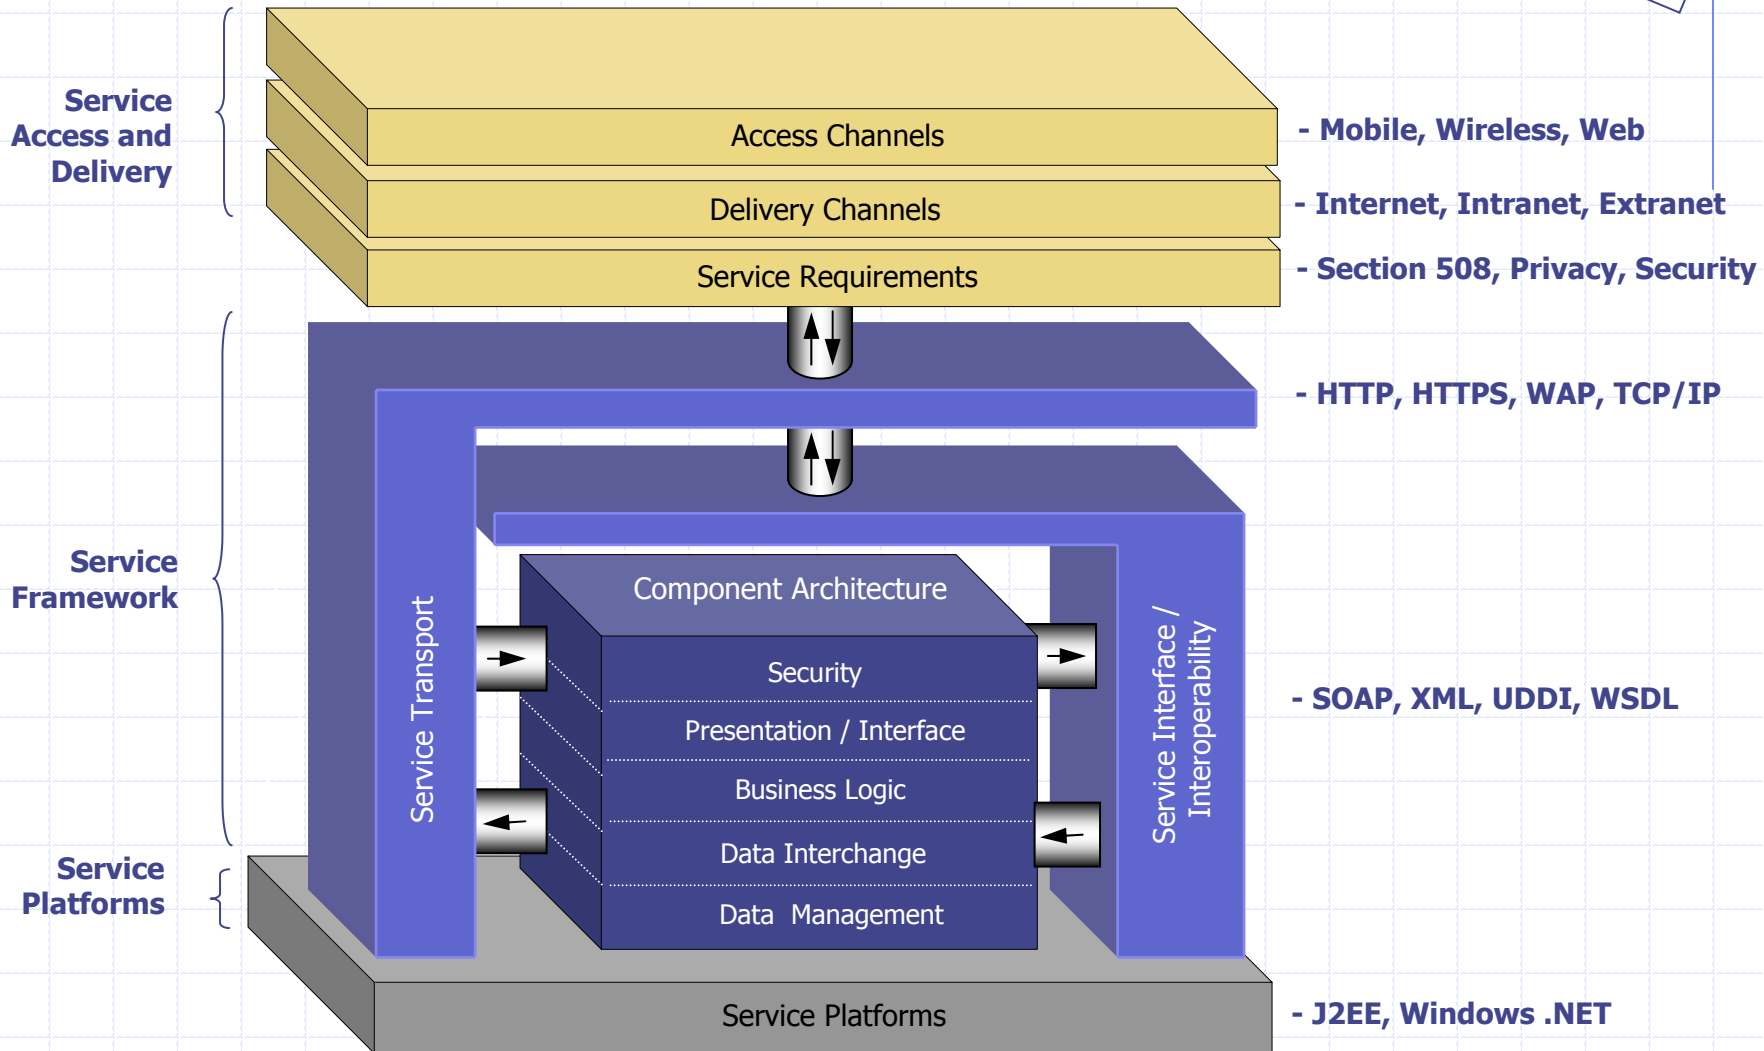 Service
Access and
Delivery
Access Channels
- Mobile, Wireless, Web
Delivery Channels
- Internet, Intranet, Extranet
Service Requirements
- Section 508, Privacy, Security
- HTTP, HTTPS, WAP, TCP/IP
Service
Framework
Service Transport
Component Architecture
Security
Presentation / Interface
Business Logic
Data Interchange
Data Management
Service Interface /
Interoperability
- SOAP, XML, UDDI, WSDL
Service
Platforms
Service Platforms
- J2EE, Windows .NET